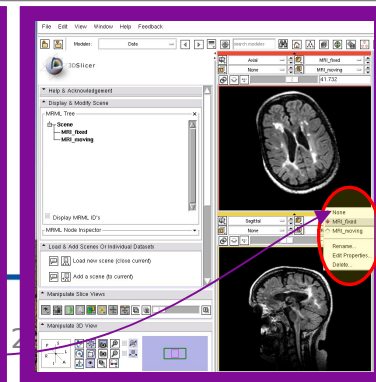 File Edit View Window Help Feedback
Modules: Data search modules
3DSlicer
Axial MRI_fixed
None MRI_moving
41.732
Help & Acknowledgement
Display & Modify Scene
MRML Tree
Scene
MRI_fixed
MRI_moving
Display MRML ID's
MRML Node Inspector
Load & Add Scenes Or Individual Datasets
Load new scene (close current)
Add a scene (to current)
Manipulate Slice Views
Manipulate 3D View
Sagittal
None
None
MRI_fixed
MRI_moving
Rename...
Edit Properties...
Delete...